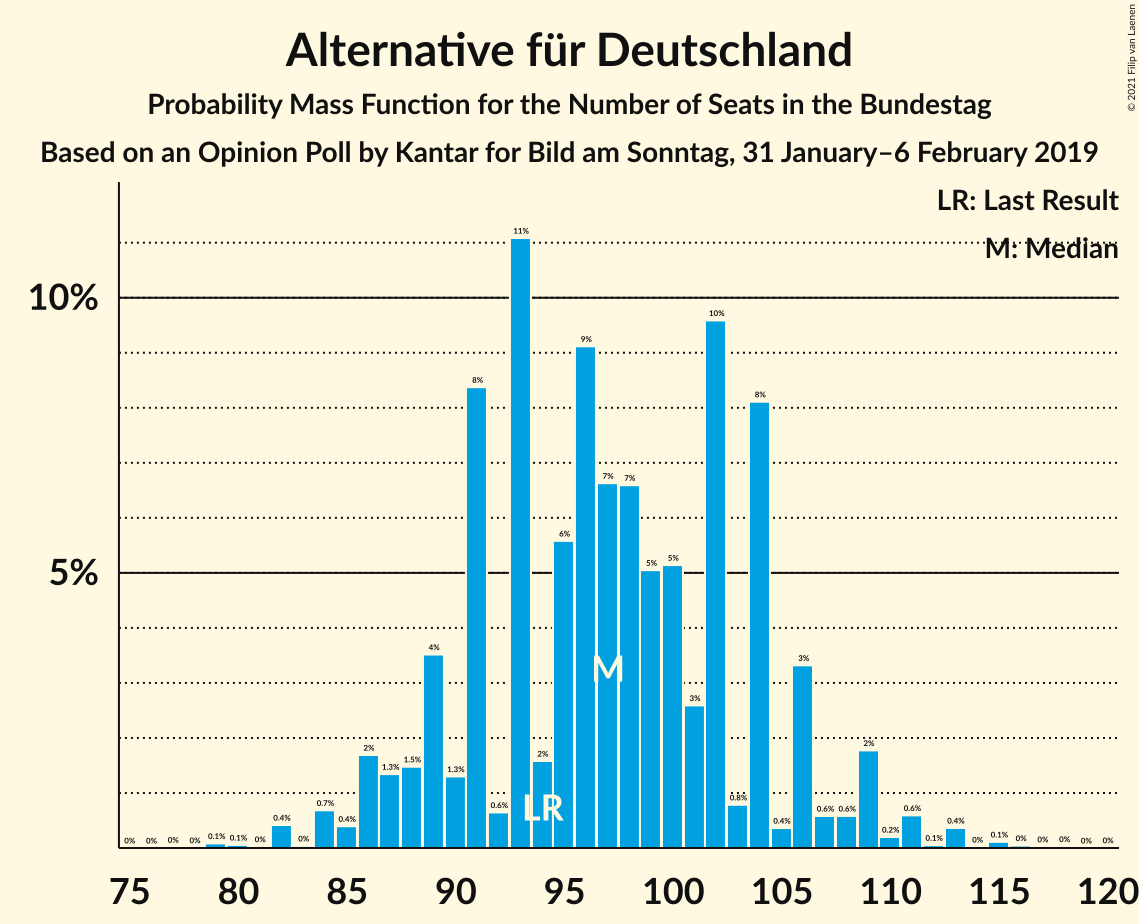 Alternative für Deutschland
Probability Mass Function for the Number of Seats in the Bundestag
Based on an Opinion Poll by Kantar for Bild am Sonntag, 31 January–6 February 2019
© 2021 Filip van Laenen
LR: Last Result
M: Median
10%
5%
0% 0% 0% 0% 0.1% 0.1% 0% 0.4% 0% 0.7% 0.4% 2% 1.3% 1.5% 4% 1.3% 8% 0.6% 11% 2% 6% 9% 7% 7% 5% 5% 3% 10% 0.8% 8% 0.4% 3% 0.6% 0.6% 2% 0.2% 0.6% 0.1% 0.4% 0% 0.1% 0% 0% 0% 0% 0%
M
LR
75 80 85 90 95 100 105 110 115 120